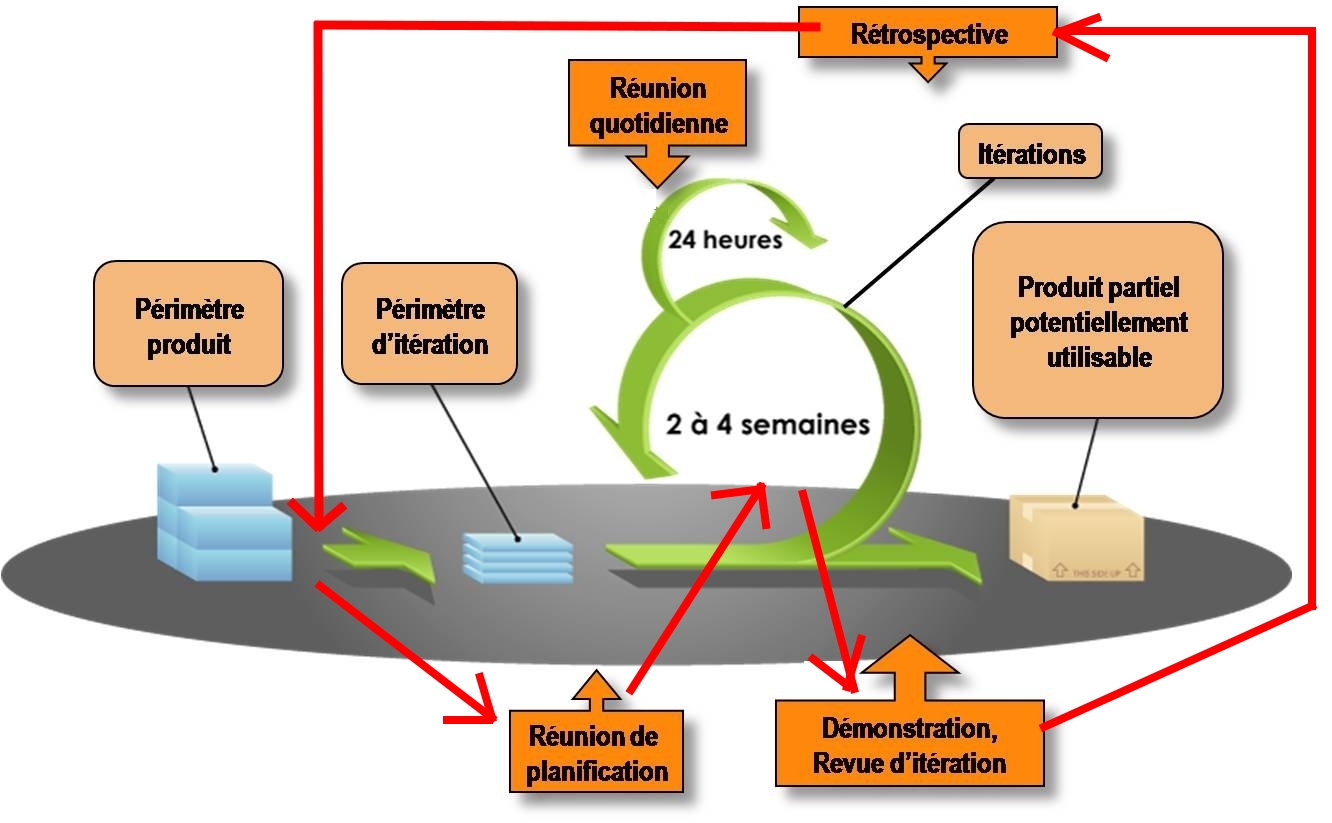 Rétrospective
Réunion
quotidienne
Itérations
24 heures
Périmètre
produit
Périmètre
d'itération
Produit partiel
potentiellement
utilisable
2 à 4 semaines
THIS SIDE UP
Réunion de
planification
Démonstration,
Revue d'itération